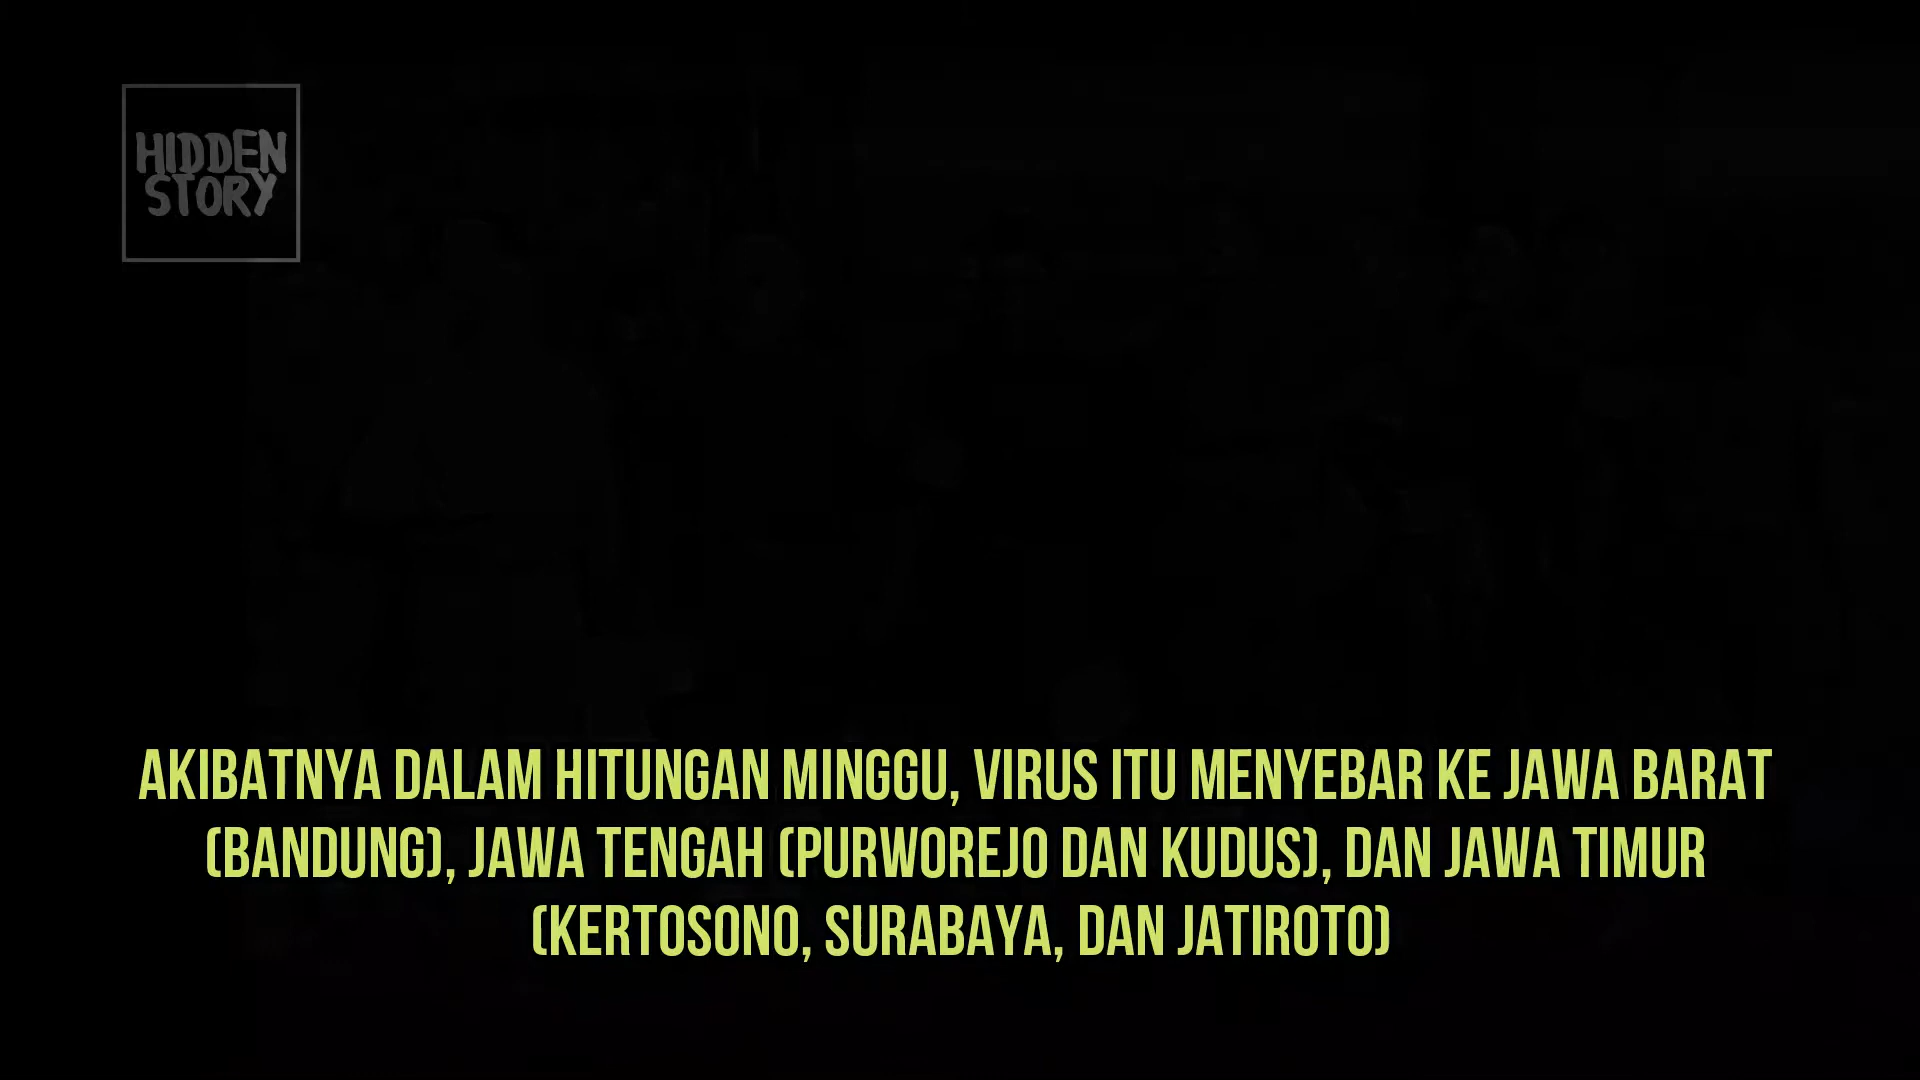 HIDDEN
STORY
AKIBATNYA DALAM HITUNGAN MINGGU, VIRUS ITU MENYEBAR KE JAWA BARAT
(BANDUNG), JAWA TENGAH (PURWOREJO DAN KUDUS), DAN JAWA TIMUR
(KERTOSONO, SURABAYA, DAN JATIROTO)